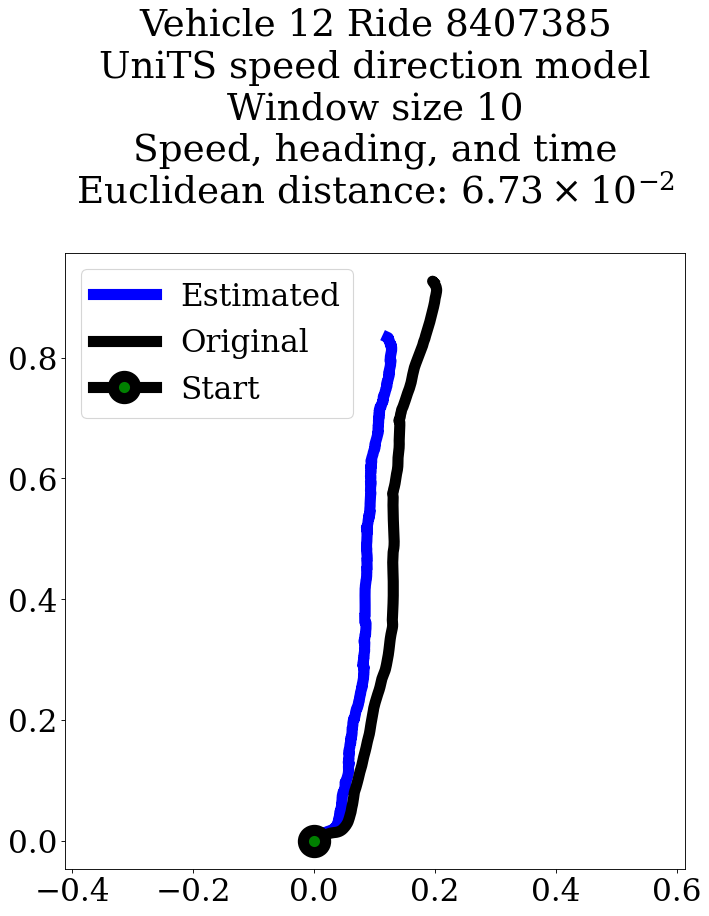 Vehicle 12 Ride 8407385
UniTS speed direction model
Window size 10
Speed, heading, and time
Euclidean distance: 6.73 × 10⁻²
Estimated
Original
Start
0.8
0.6
0.4
0.2
0.0
−0.4 −0.2 0.0 0.2 0.4 0.6